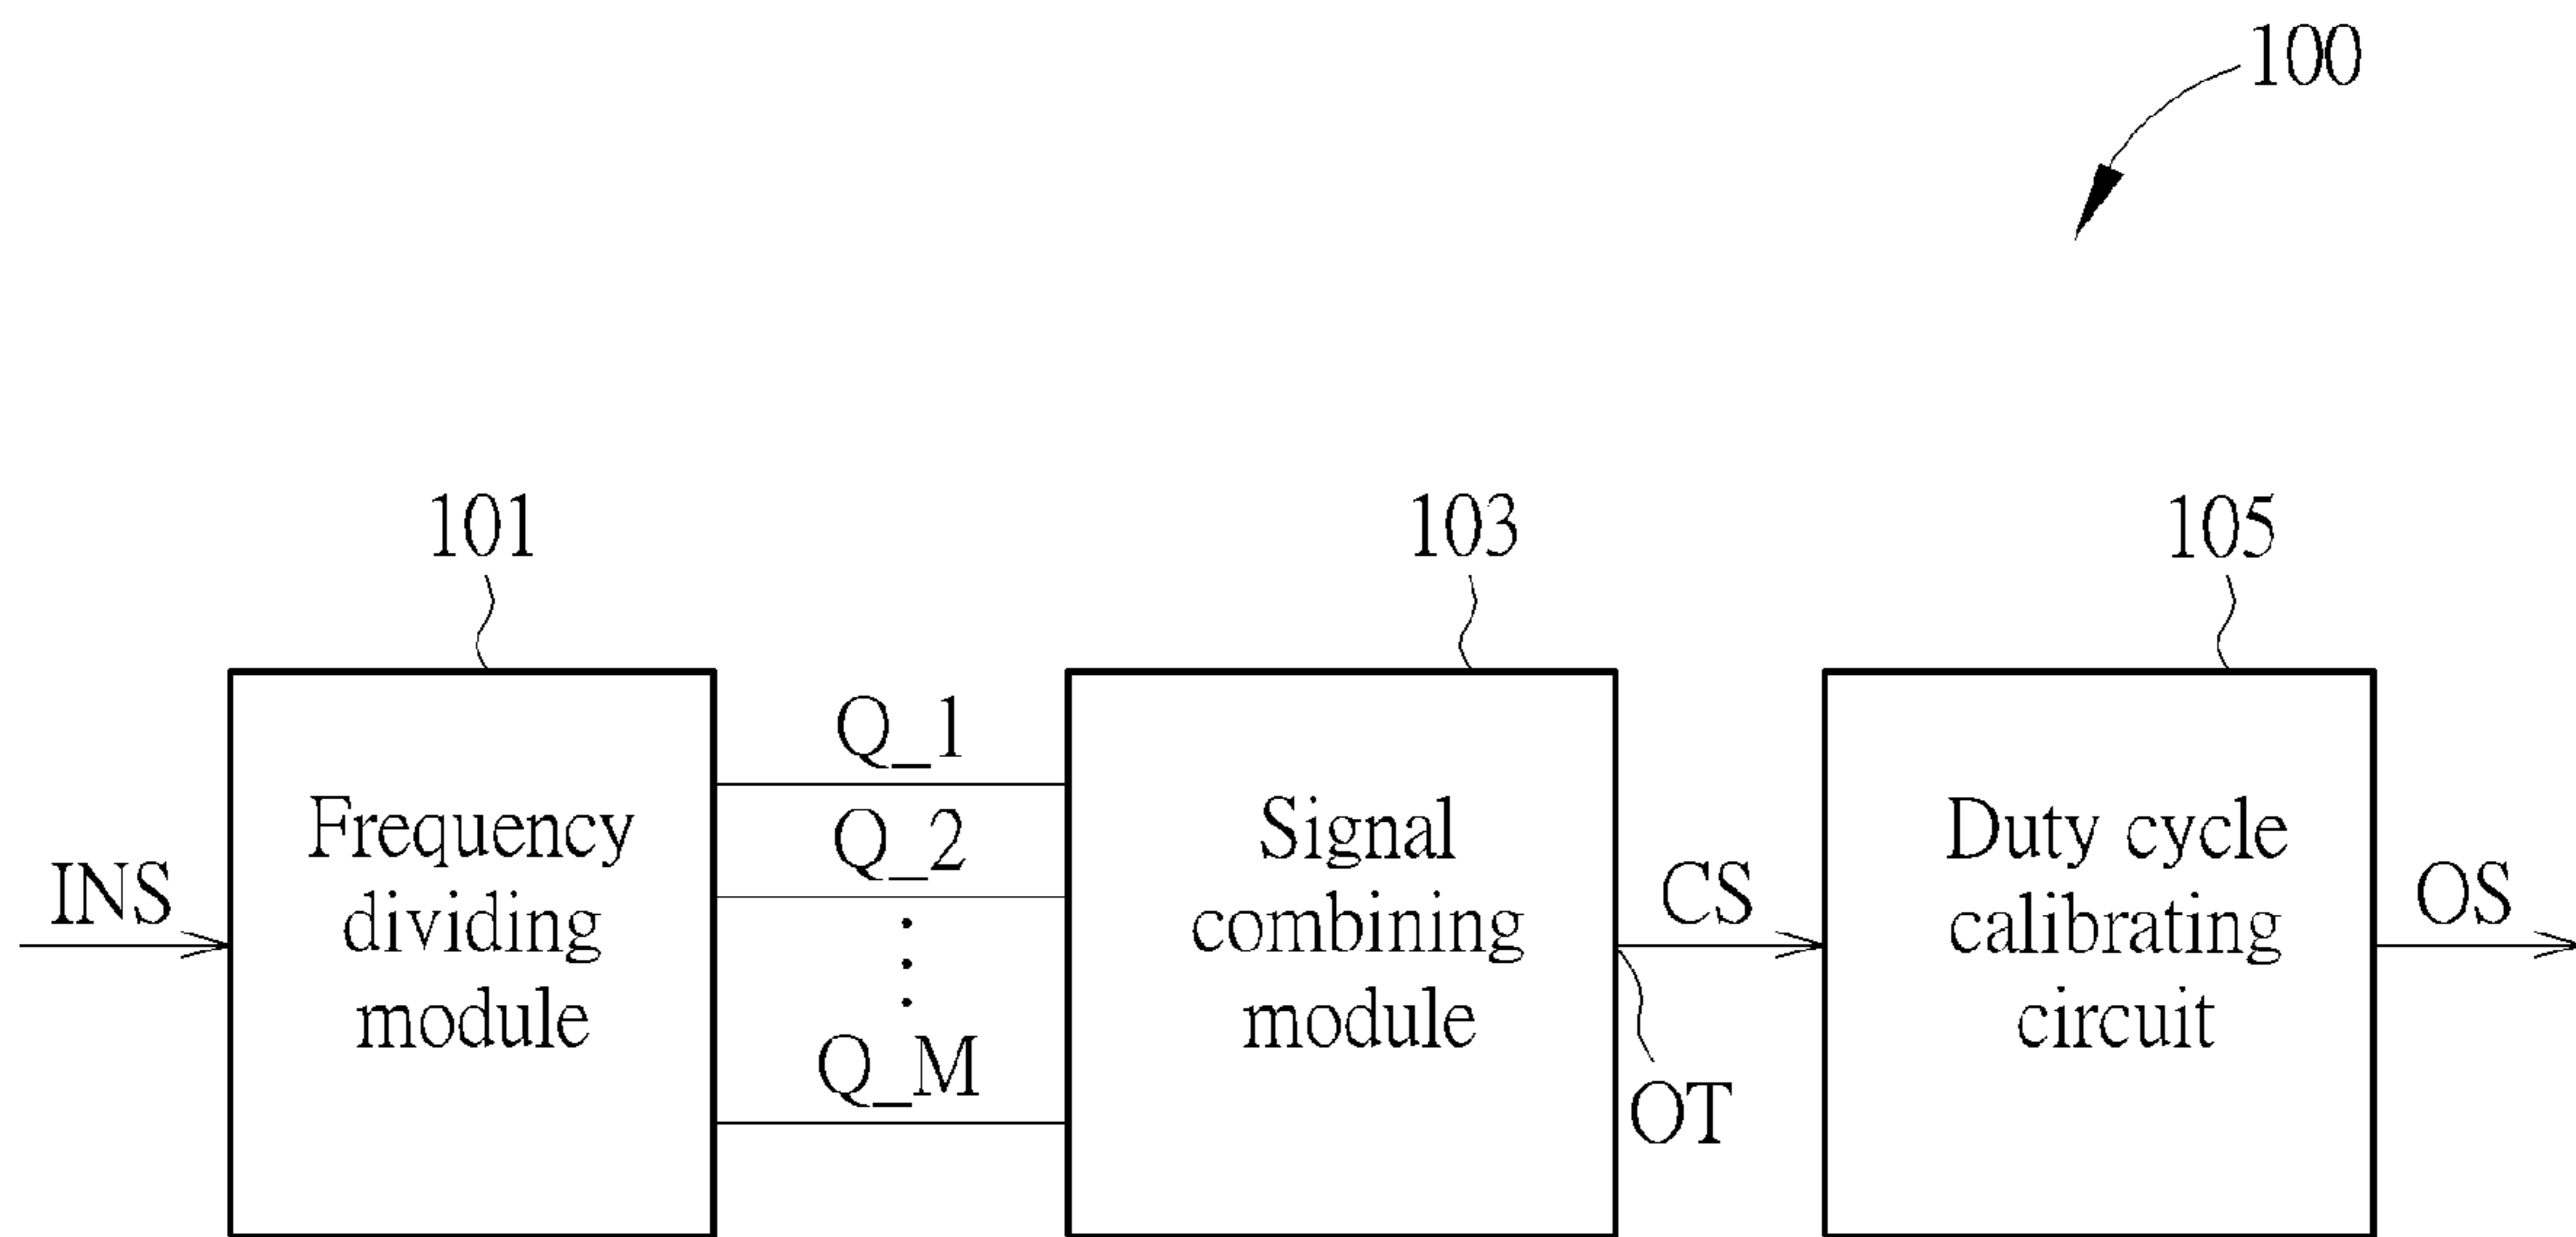 100
101
103
105
INS
Frequency
dividing
module
Q_1
Q_2
Q_M
Signal
combining
module
CS
OT
Duty cycle
calibrating
circuit
OS